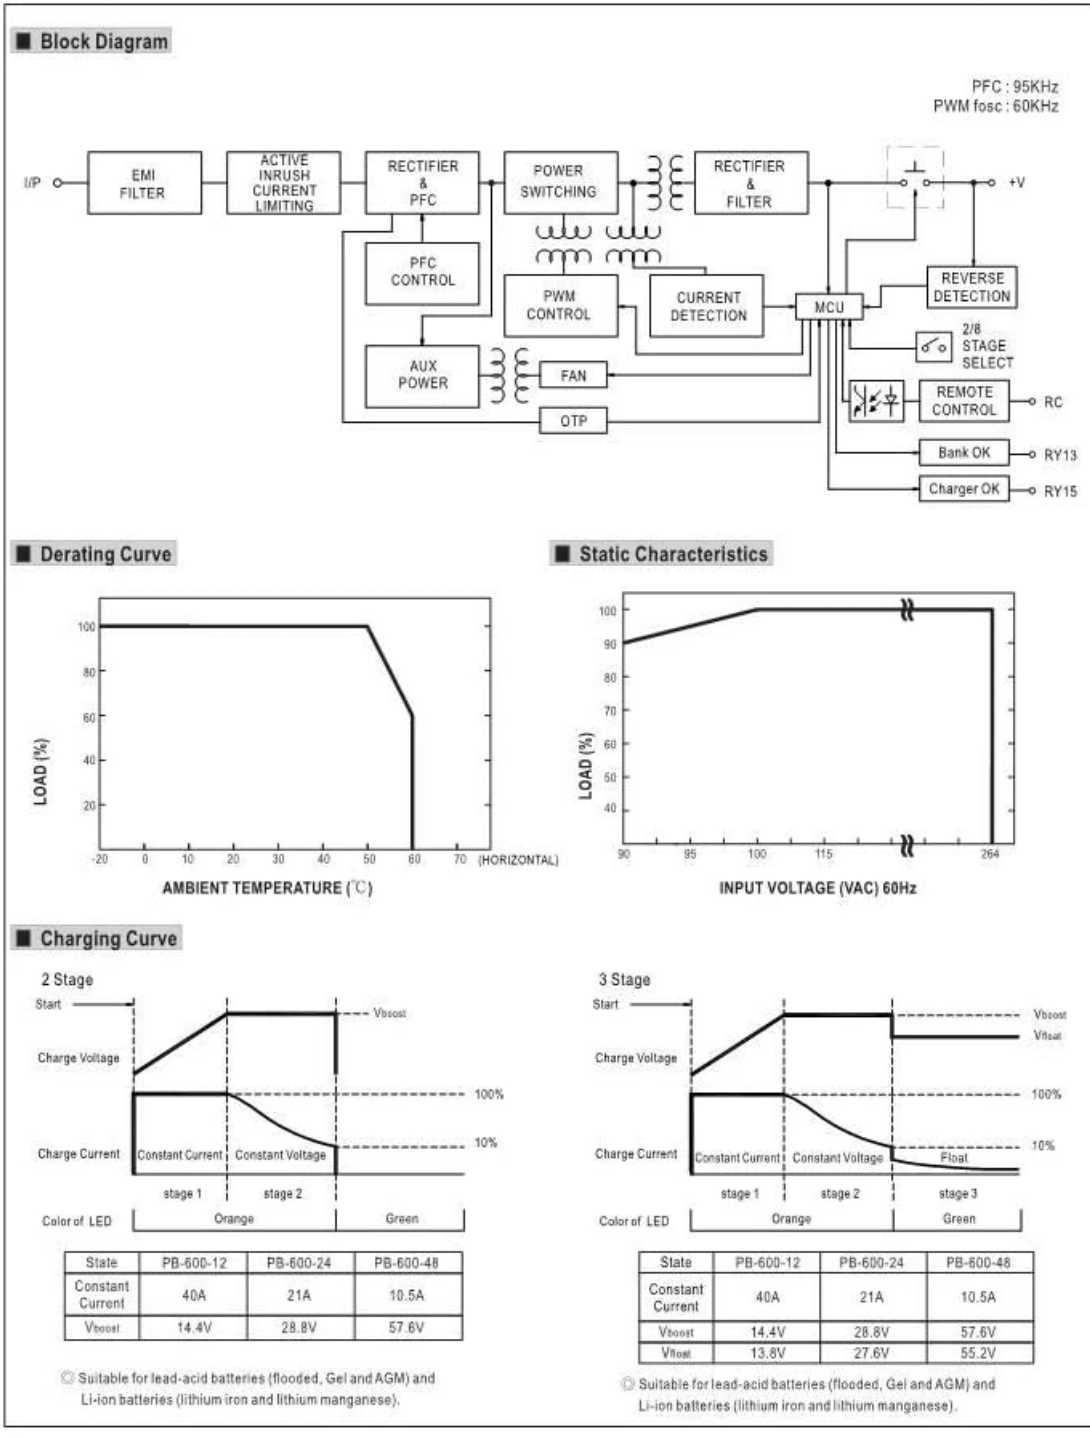 ■ Block Diagram
PFC : 95KHz
PWM fosc : 60KHz
I/P
EMI
FILTER
ACTIVE
INRUSH
CURRENT
LIMITING
RECTIFIER
&
PFC
POWER
SWITCHING
RECTIFIER
&
FILTER
+V
PFC
CONTROL
PWM
CONTROL
CURRENT
DETECTION
MCU
REVERSE
DETECTION
2/8
STAGE
SELECT
AUX
POWER
FAN
OTP
REMOTE
CONTROL
RC
Bank OK
RY13
Charger OK
RY15
■ Derating Curve
100
80
60
40
20
LOAD (%)
-20 0 10 20 30 40 50 60 70 (HORIZONTAL)
AMBIENT TEMPERATURE (℃)
■ Static Characteristics
100
90
80
70
60
50
40
LOAD (%)
90 95 100 115 264
INPUT VOLTAGE (VAC) 60Hz
■ Charging Curve
2 Stage
Start
Vboost
Charge Voltage
100%
10%
Charge Current
Constant Current
Constant Voltage
stage 1
stage 2
Color of LED
Orange
Green
State PB-600-12 PB-600-24 PB-600-48
Constant
Current
40A 21A 10.5A
Vboost 14.4V 28.8V 57.6V
◎ Suitable for lead-acid batteries (flooded, Gel and AGM) and
Li-ion batteries (lithium iron and lithium manganese).
3 Stage
Start
Vboost
Vfloat
Charge Voltage
100%
10%
Charge Current
Constant Current
Constant Voltage
Float
stage 1
stage 2
stage 3
Color of LED
Orange
Green
State PB-600-12 PB-600-24 PB-600-48
Constant
Current
40A 21A 10.5A
Vboost 14.4V 28.8V 57.6V
Vfloat 13.8V 27.6V 55.2V
◎ Suitable for lead-acid batteries (flooded, Gel and AGM) and
Li-ion batteries (lithium iron and lithium manganese).